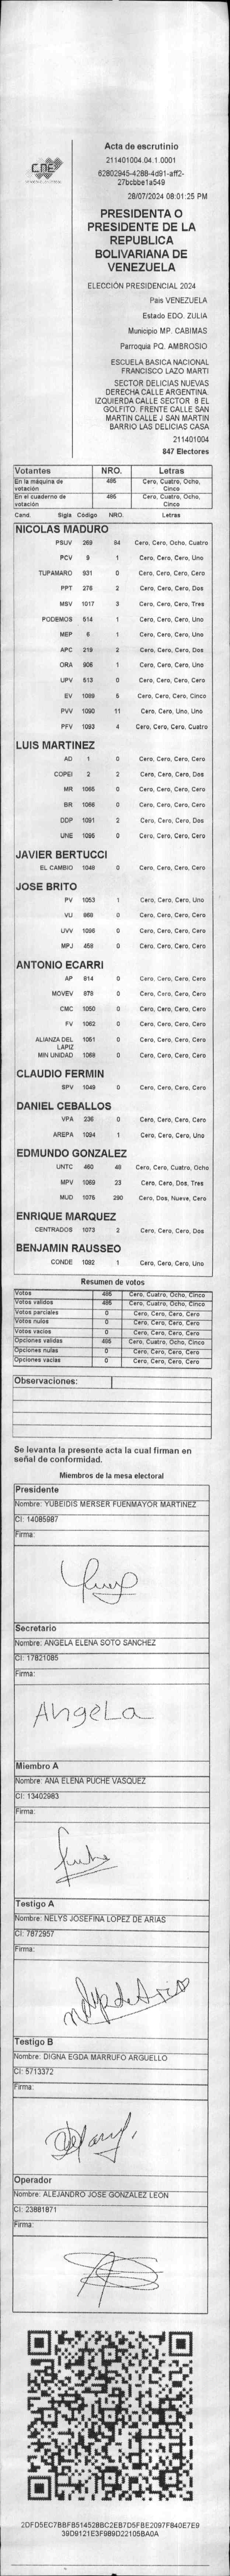 CNE
Acta de escrutinio
211401004.04.1.0001
62802945-4288-4d91-aff2-
27bcbbe1a549
28/07/2024 08:01:25 PM
PRESIDENTA O
PRESIDENTE DE LA
REPUBLICA
BOLIVARIANA DE
VENEZUELA
ELECCIÓN PRESIDENCIAL 2024
Pais VENEZUELA
Estado EDO. ZULIA
Municipio MP. CABIMAS
Parroquia PQ. AMBROSIO
ESCUELA BASICA NACIONAL
FRANCISCO LAZO MARTI
SECTOR DELICIAS NUEVAS
DERECHA CALLE ARGENTINA.
IZQUIERDA CALLE SECTOR 8 EL
GOLFITO. FRENTE CALLE SAN
MARTIN CALLE J SAN MARTIN
BARRIO LAS DELICIAS CASA
211401004
847 Electores
Votantes NRO. Letras
En la máquina de votación 485 Cero, Cuatro, Ocho, Cinco
En el cuaderno de votación 485 Cero, Cuatro, Ocho, Cinco
Cand. Sigla Código NRO. Letras
NICOLAS MADURO
PSUV 269 84 Cero, Cero, Ocho, Cuatro
PCV 9 1 Cero, Cero, Cero, Uno
TUPAMARO 931 0 Cero, Cero, Cero, Cero
PPT 276 2 Cero, Cero, Cero, Dos
MSV 1017 3 Cero, Cero, Cero, Tres
PODEMOS 514 1 Cero, Cero, Cero, Uno
MEP 6 1 Cero, Cero, Cero, Uno
APC 219 2 Cero, Cero, Cero, Dos
ORA 906 1 Cero, Cero, Cero, Uno
UPV 513 0 Cero, Cero, Cero, Cero
EV 1089 5 Cero, Cero, Cero, Cinco
PVV 1090 11 Cero, Cero, Uno, Uno
PFV 1093 4 Cero, Cero, Cero, Cuatro
LUIS MARTINEZ
AD 1 0 Cero, Cero, Cero, Cero
COPEI 2 2 Cero, Cero, Cero, Dos
MR 1065 0 Cero, Cero, Cero, Cero
BR 1066 0 Cero, Cero, Cero, Cero
DDP 1091 2 Cero, Cero, Cero, Dos
UNE 1095 0 Cero, Cero, Cero, Cero
JAVIER BERTUCCI
EL CAMBIO 1048 0 Cero, Cero, Cero, Cero
JOSE BRITO
PV 1053 1 Cero, Cero, Cero, Uno
VU 868 0 Cero, Cero, Cero, Cero
UVV 1096 0 Cero, Cero, Cero, Cero
MPJ 458 0 Cero, Cero, Cero, Cero
ANTONIO ECARRI
AP 814 0 Cero, Cero, Cero, Cero
MOVEV 978 0 Cero, Cero, Cero, Cero
CMC 1050 0 Cero, Cero, Cero, Cero
FV 1062 0 Cero, Cero, Cero, Cero
ALIANZA DEL LAPIZ 1051 0 Cero, Cero, Cero, Cero
MIN UNIDAD 1068 0 Cero, Cero, Cero, Cero
CLAUDIO FERMIN
SPV 1049 0 Cero, Cero, Cero, Cero
DANIEL CEBALLOS
VPA 236 0 Cero, Cero, Cero, Cero
AREPA 1094 1 Cero, Cero, Cero, Uno
EDMUNDO GONZALEZ
UNTC 460 48 Cero, Cero, Cuatro, Ocho
MPV 1069 23 Cero, Cero, Dos, Tres
MUD 1076 290 Cero, Dos, Nueve, Cero
ENRIQUE MARQUEZ
CENTRADOS 1073 2 Cero, Cero, Cero, Dos
BENJAMIN RAUSSEO
CONDE 1092 1 Cero, Cero, Cero, Uno
Resumen de votos
Votos 485 Cero, Cuatro, Ocho, Cinco
Votos válidos 485 Cero, Cuatro, Ocho, Cinco
Votos parciales 0 Cero, Cero, Cero, Cero
Votos nulos 0 Cero, Cero, Cero, Cero
Votos vacíos 0 Cero, Cero, Cero, Cero
Opciones válidas 485 Cero, Cuatro, Ocho, Cinco
Opciones nulas 0 Cero, Cero, Cero, Cero
Opciones vacías 0 Cero, Cero, Cero, Cero
Observaciones:
Se levanta la presente acta la cual firman en
señal de conformidad.
Miembros de la mesa electoral
Presidente
Nombre: YUBEIDIS MERSER FUENMAYOR MARTINEZ
CI: 14085987
Firma:
Secretario
Nombre: ANGELA ELENA SOTO SANCHEZ
CI: 17821085
Firma:
Angela
Miembro A
Nombre: ANA ELENA PUCHE VASQUEZ
CI: 13402983
Firma:
Testigo A
Nombre: NELYS JOSEFINA LOPEZ DE ARIAS
CI: 7872957
Firma:
Testigo B
Nombre: DIGNA EGDA MARRUFO ARGUELLO
CI: 5713372
Firma:
Operador
Nombre: ALEJANDRO JOSE GONZALEZ LEON
CI: 23881871
Firma:
2DFD5EC7BBFB514528BC2EB7D5FBE2097F840E7E9
39D9121E3F989D22105BA0A